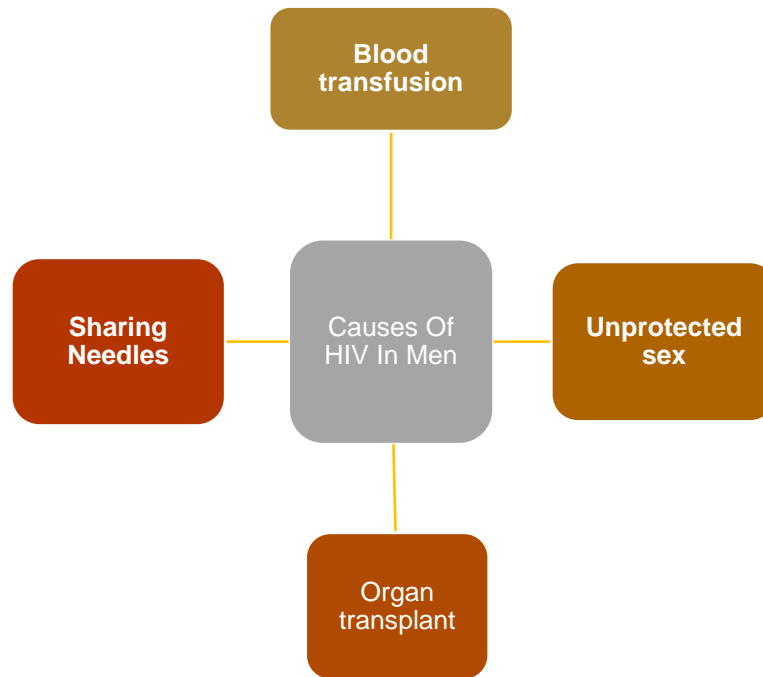 Blood
transfusion
Sharing
Needles
Causes Of
HIV In Men
Unprotected
sex
Organ
transplant